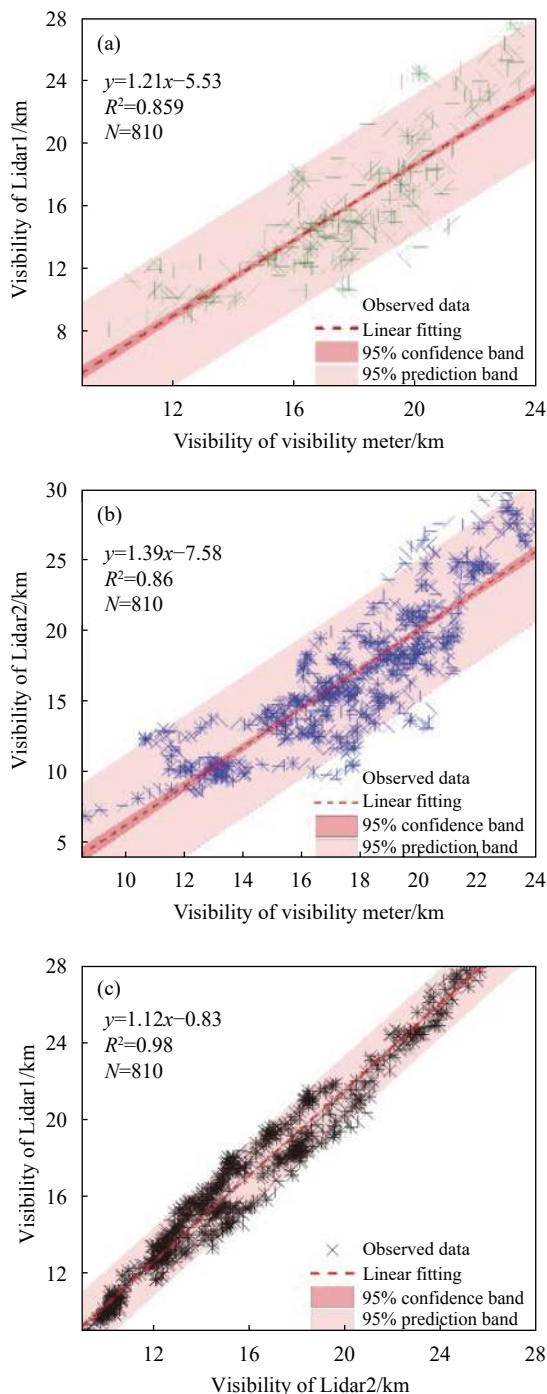 28
(a)
y=1.21x−5.53
R²=0.859
N=810
24
20
16
12
8
Visibility of Lidar1/km
Observed data
Linear fitting
95% confidence band
95% prediction band
12 16 20 24
Visibility of visibility meter/km
30
(b)
y=1.39x−7.58
R²=0.86
N=810
25
20
15
10
5
Visibility of Lidar2/km
Observed data
Linear fitting
95% confidence band
95% prediction band
10 12 14 16 18 20 22 24
Visibility of visibility meter/km
28
(c)
y=1.12x−0.83
R²=0.98
N=810
24
20
16
12
Visibility of Lidar1/km
Observed data
Linear fitting
95% confidence band
95% prediction band
12 16 20 24 28
Visibility of Lidar2/km